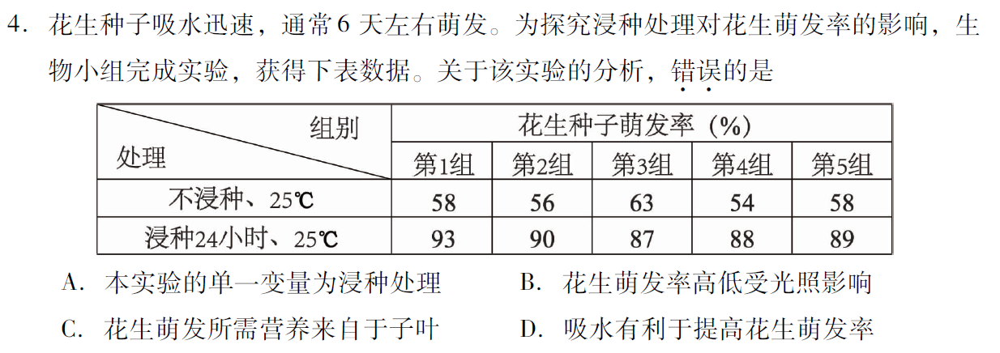 4. 花生种子吸水迅速，通常6天左右萌发。为探究浸种处理对花生萌发率的影响，生
物小组完成实验，获得下表数据。关于该实验的分析，错误的是
组别 花生种子萌发率（%）
处理 第1组 第2组 第3组 第4组 第5组
不浸种、25℃ 58 56 63 54 58
浸种24小时、25℃ 93 90 87 88 89
A. 本实验的单一变量为浸种处理 B. 花生萌发率高低受光照影响
C. 花生萌发所需营养来自于子叶 D. 吸水有利于提高花生萌发率